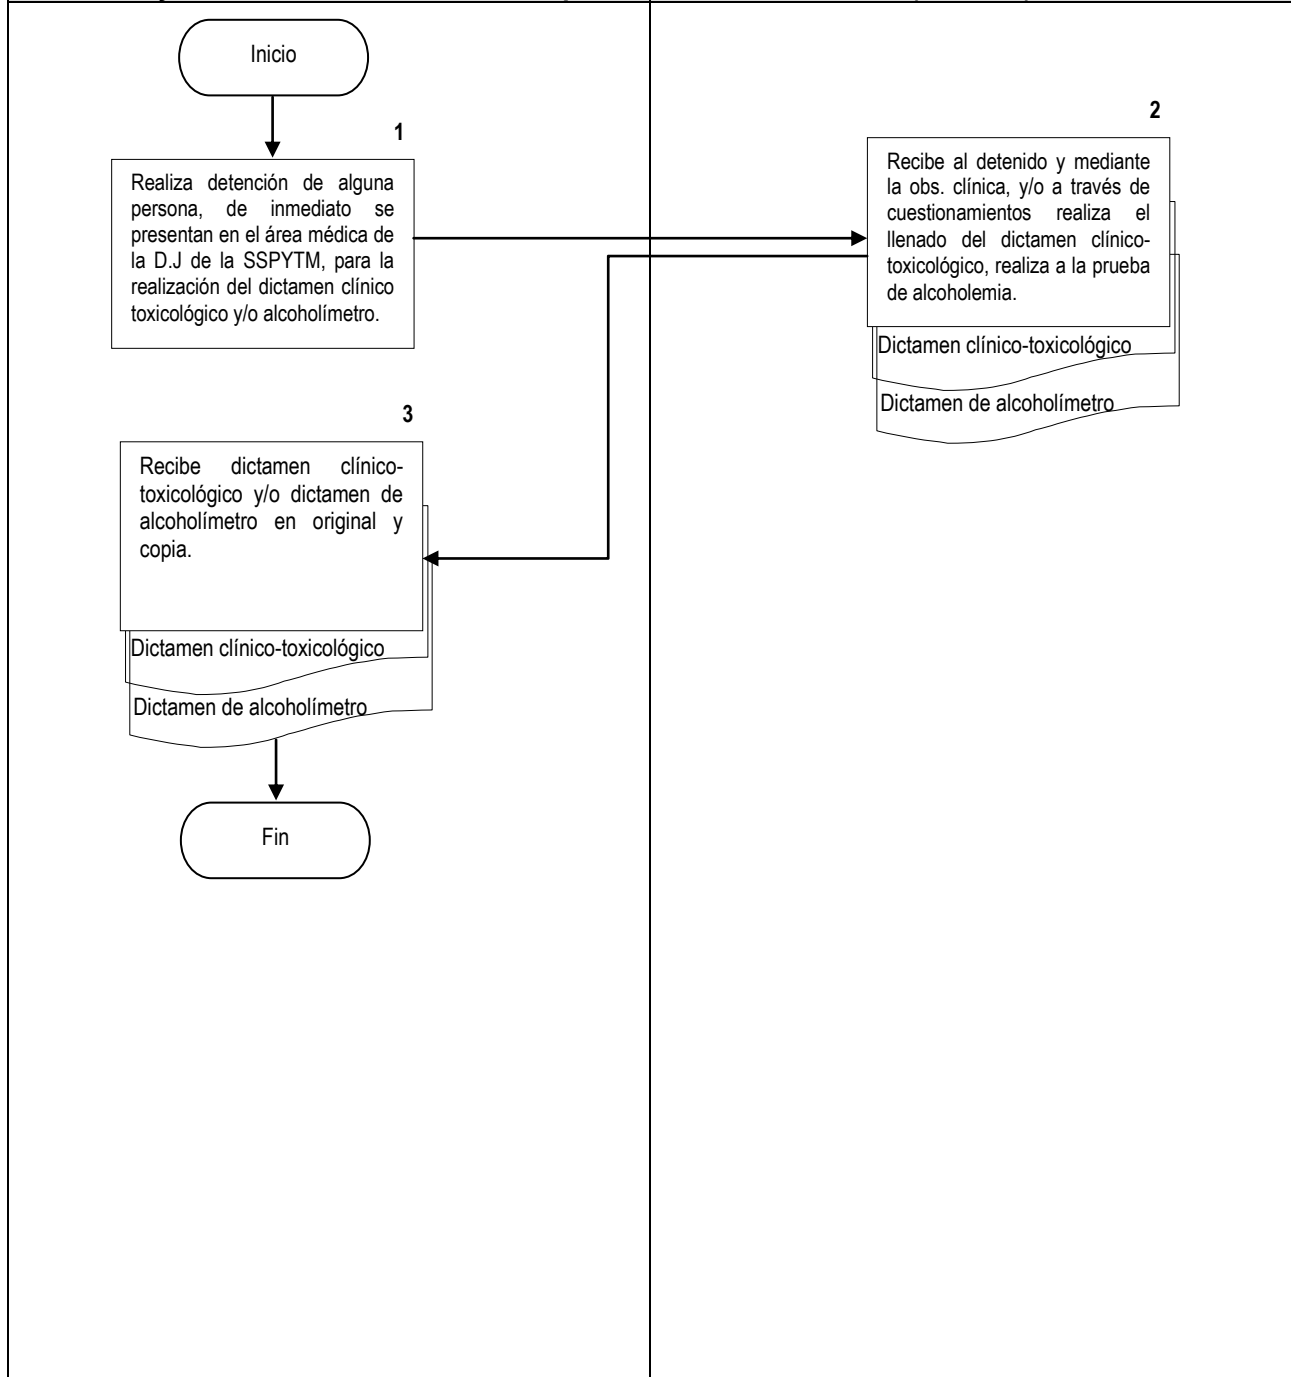 Inicio
1
Realiza detención de alguna
persona, de inmediato se
presentan en el área médica de
la D.J de la SSPYTM, para la
realización del dictamen clínico
toxicológico y/o alcoholímetro.
2
Recibe al detenido y mediante
la obs. clínica, y/o a través de
cuestionamientos realiza el
llenado del dictamen clínico-
toxicológico, realiza a la prueba
de alcoholemia.
Dictamen clínico-toxicológico
Dictamen de alcoholímetro
3
Recibe dictamen clínico-
toxicológico y/o dictamen de
alcoholímetro en original y
copia.
Dictamen clínico-toxicológico
Dictamen de alcoholímetro
Fin